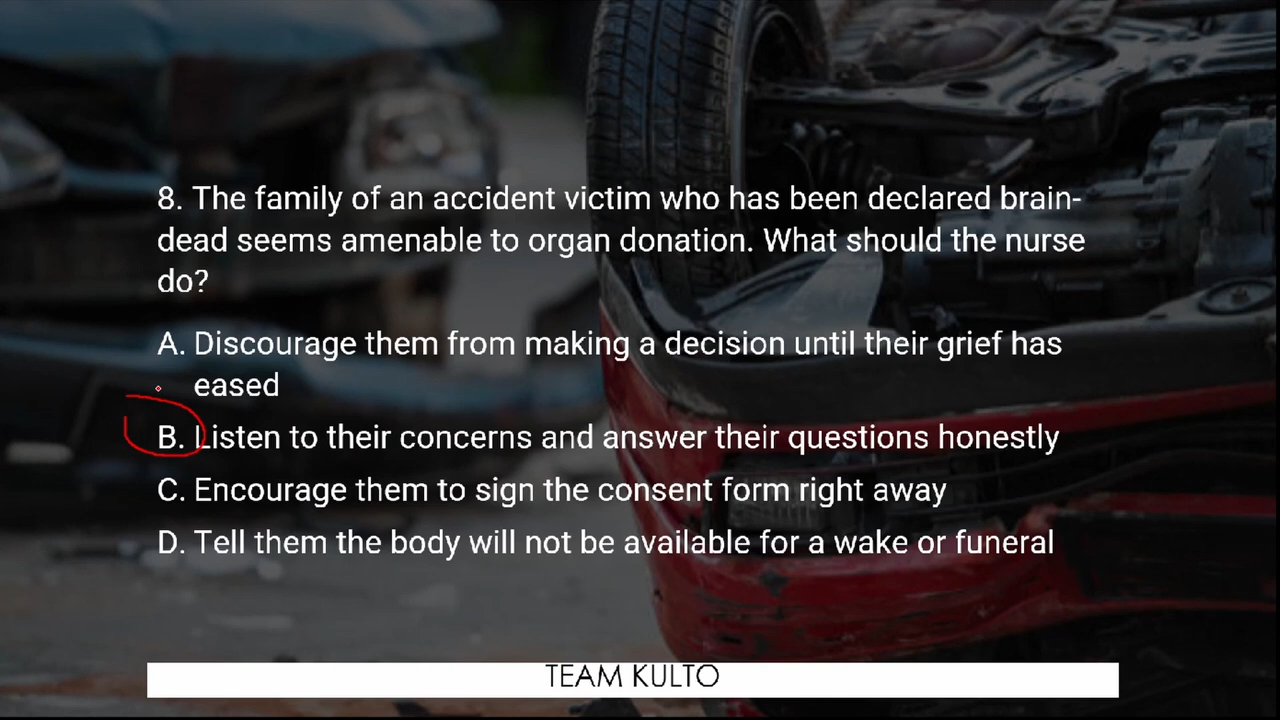 8. The family of an accident victim who has been declared brain-
dead seems amenable to organ donation. What should the nurse
do?
A. Discourage them from making a decision until their grief has
eased
B. Listen to their concerns and answer their questions honestly
C. Encourage them to sign the consent form right away
D. Tell them the body will not be available for a wake or funeral
TEAM KULTO